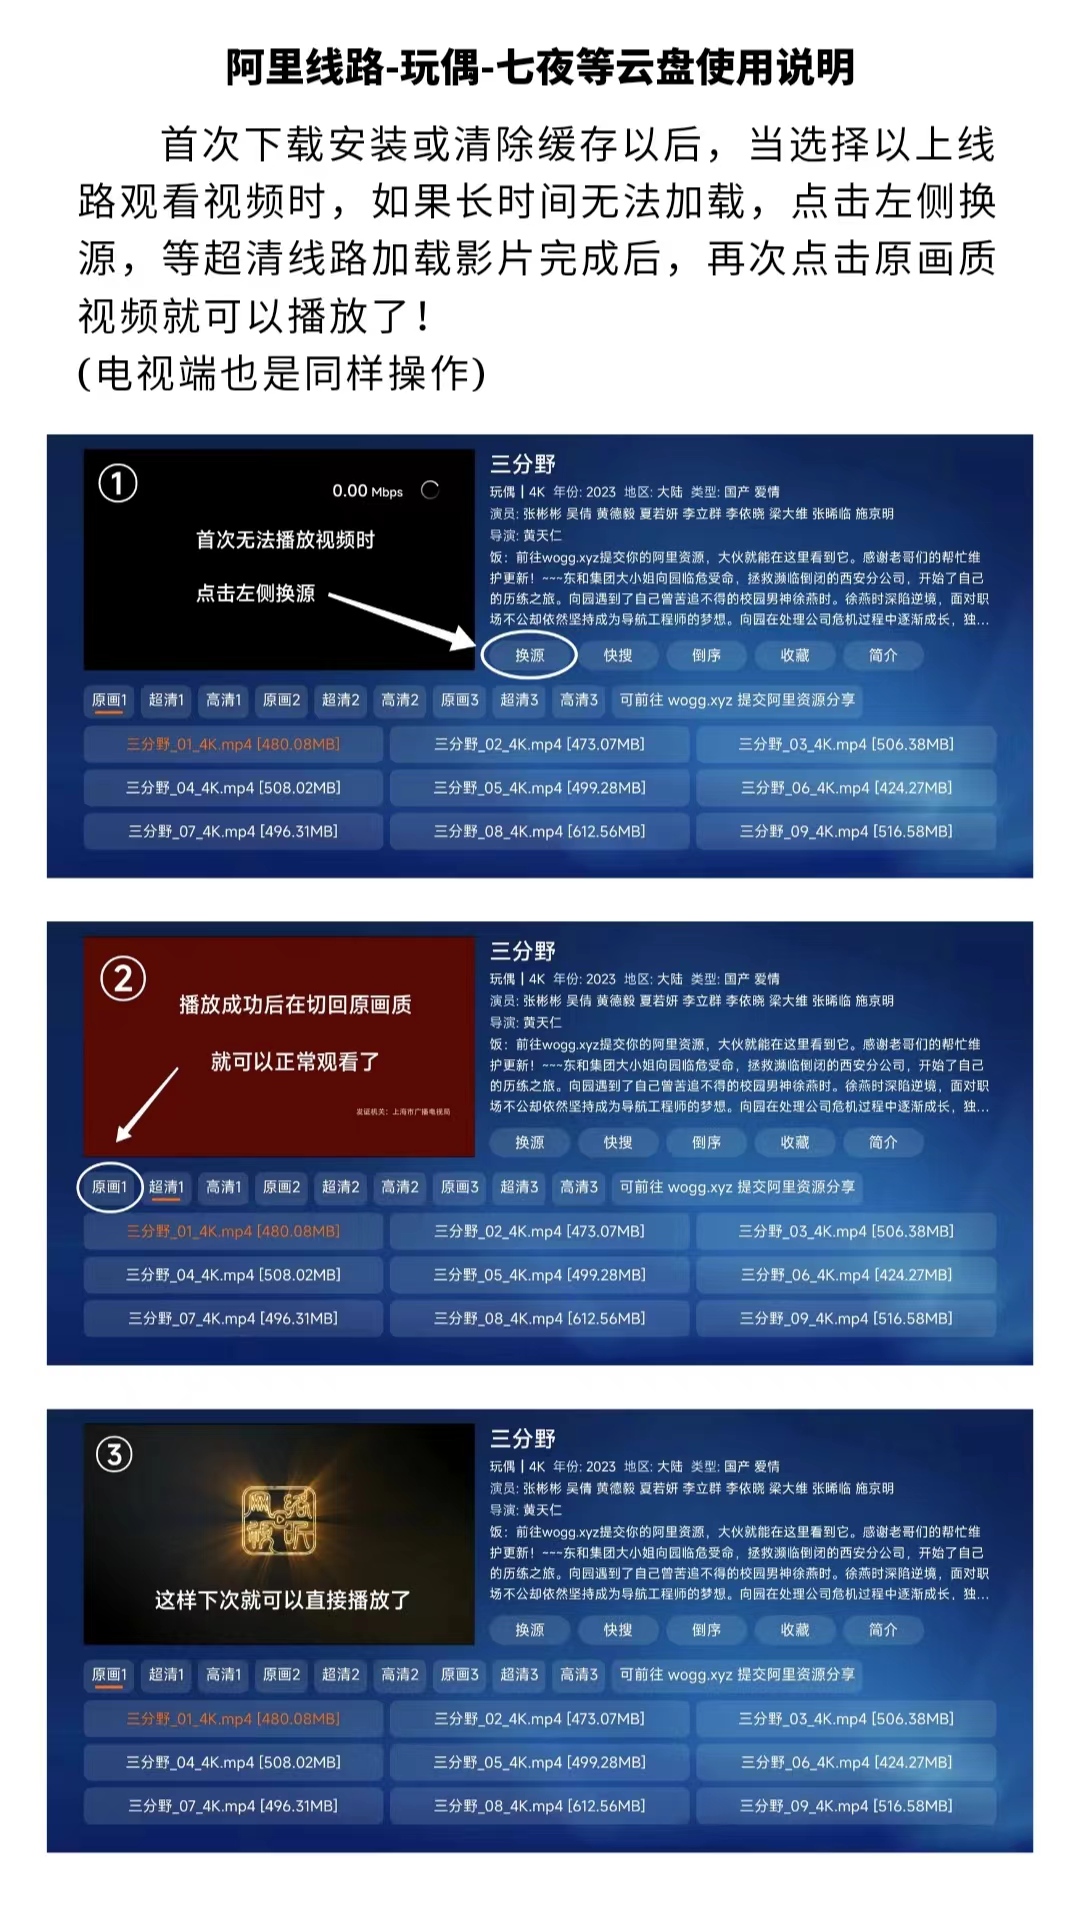 阿里线路-玩偶-七夜等云盘使用说明
首次下载安装或清除缓存以后，当选择以上线
路观看视频时，如果长时间无法加载，点击左侧换
源，等超清线路加载影片完成后，再次点击原画质
视频就可以播放了！
(电视端也是同样操作)
①
0.00 Mbps
首次无法播放视频时
点击左侧换源
三分野
玩偶 | 4K 年份: 2023 地区: 大陆 类型: 国产 爱情
演员: 张彬彬 吴倩 黄德毅 夏若妍 李立群 李依晓 梁大维 张晞临 施京明
导演: 黄天仁
饭：前往wogg.xyz提交你的阿里资源，大伙就能在这里看到它。感谢老哥们的帮忙维
护更新！~~~东和集团大小姐向园临危受命，拯救濒临倒闭的西安分公司，开始了自己
的历练之旅。向园遇到了自己曾苦追不得的校园男神徐燕时。徐燕时深陷逆境，面对职
场不公却依然坚持成为导航工程师的梦想。向园在处理公司危机过程中逐渐成长，独...
换源 快搜 倒序 收藏 简介
原画1 超清1 高清1 原画2 超清2 高清2 原画3 超清3 高清3 可前往 wogg.xyz 提交阿里资源分享
三分野_01_4K.mp4 [480.08MB] 三分野_02_4K.mp4 [473.07MB] 三分野_03_4K.mp4 [506.38MB]
三分野_04_4K.mp4 [508.02MB] 三分野_05_4K.mp4 [499.28MB] 三分野_06_4K.mp4 [424.27MB]
三分野_07_4K.mp4 [496.31MB] 三分野_08_4K.mp4 [612.56MB] 三分野_09_4K.mp4 [516.58MB]
②
播放成功后在切回原画质
就可以正常观看了
发证机关：上海市广播电视局
三分野
玩偶 | 4K 年份: 2023 地区: 大陆 类型: 国产 爱情
演员: 张彬彬 吴倩 黄德毅 夏若妍 李立群 李依晓 梁大维 张晞临 施京明
导演: 黄天仁
饭：前往wogg.xyz提交你的阿里资源，大伙就能在这里看到它。感谢老哥们的帮忙维
护更新！~~~东和集团大小姐向园临危受命，拯救濒临倒闭的西安分公司，开始了自己
的历练之旅。向园遇到了自己曾苦追不得的校园男神徐燕时。徐燕时深陷逆境，面对职
场不公却依然坚持成为导航工程师的梦想。向园在处理公司危机过程中逐渐成长，独...
换源 快搜 倒序 收藏 简介
原画1 超清1 高清1 原画2 超清2 高清2 原画3 超清3 高清3 可前往 wogg.xyz 提交阿里资源分享
三分野_01_4K.mp4 [480.08MB] 三分野_02_4K.mp4 [473.07MB] 三分野_03_4K.mp4 [506.38MB]
三分野_04_4K.mp4 [508.02MB] 三分野_05_4K.mp4 [499.28MB] 三分野_06_4K.mp4 [424.27MB]
三分野_07_4K.mp4 [496.31MB] 三分野_08_4K.mp4 [612.56MB] 三分野_09_4K.mp4 [516.58MB]
③
网络
视听
这样下次就可以直接播放了
三分野
玩偶 | 4K 年份: 2023 地区: 大陆 类型: 国产 爱情
演员: 张彬彬 吴倩 黄德毅 夏若妍 李立群 李依晓 梁大维 张晞临 施京明
导演: 黄天仁
饭：前往wogg.xyz提交你的阿里资源，大伙就能在这里看到它。感谢老哥们的帮忙维
护更新！~~~东和集团大小姐向园临危受命，拯救濒临倒闭的西安分公司，开始了自己
的历练之旅。向园遇到了自己曾苦追不得的校园男神徐燕时。徐燕时深陷逆境，面对职
场不公却依然坚持成为导航工程师的梦想。向园在处理公司危机过程中逐渐成长，独...
换源 快搜 倒序 收藏 简介
原画1 超清1 高清1 原画2 超清2 高清2 原画3 超清3 高清3 可前往 wogg.xyz 提交阿里资源分享
三分野_01_4K.mp4 [480.08MB] 三分野_02_4K.mp4 [473.07MB] 三分野_03_4K.mp4 [506.38MB]
三分野_04_4K.mp4 [508.02MB] 三分野_05_4K.mp4 [499.28MB] 三分野_06_4K.mp4 [424.27MB]
三分野_07_4K.mp4 [496.31MB] 三分野_08_4K.mp4 [612.56MB] 三分野_09_4K.mp4 [516.58MB]